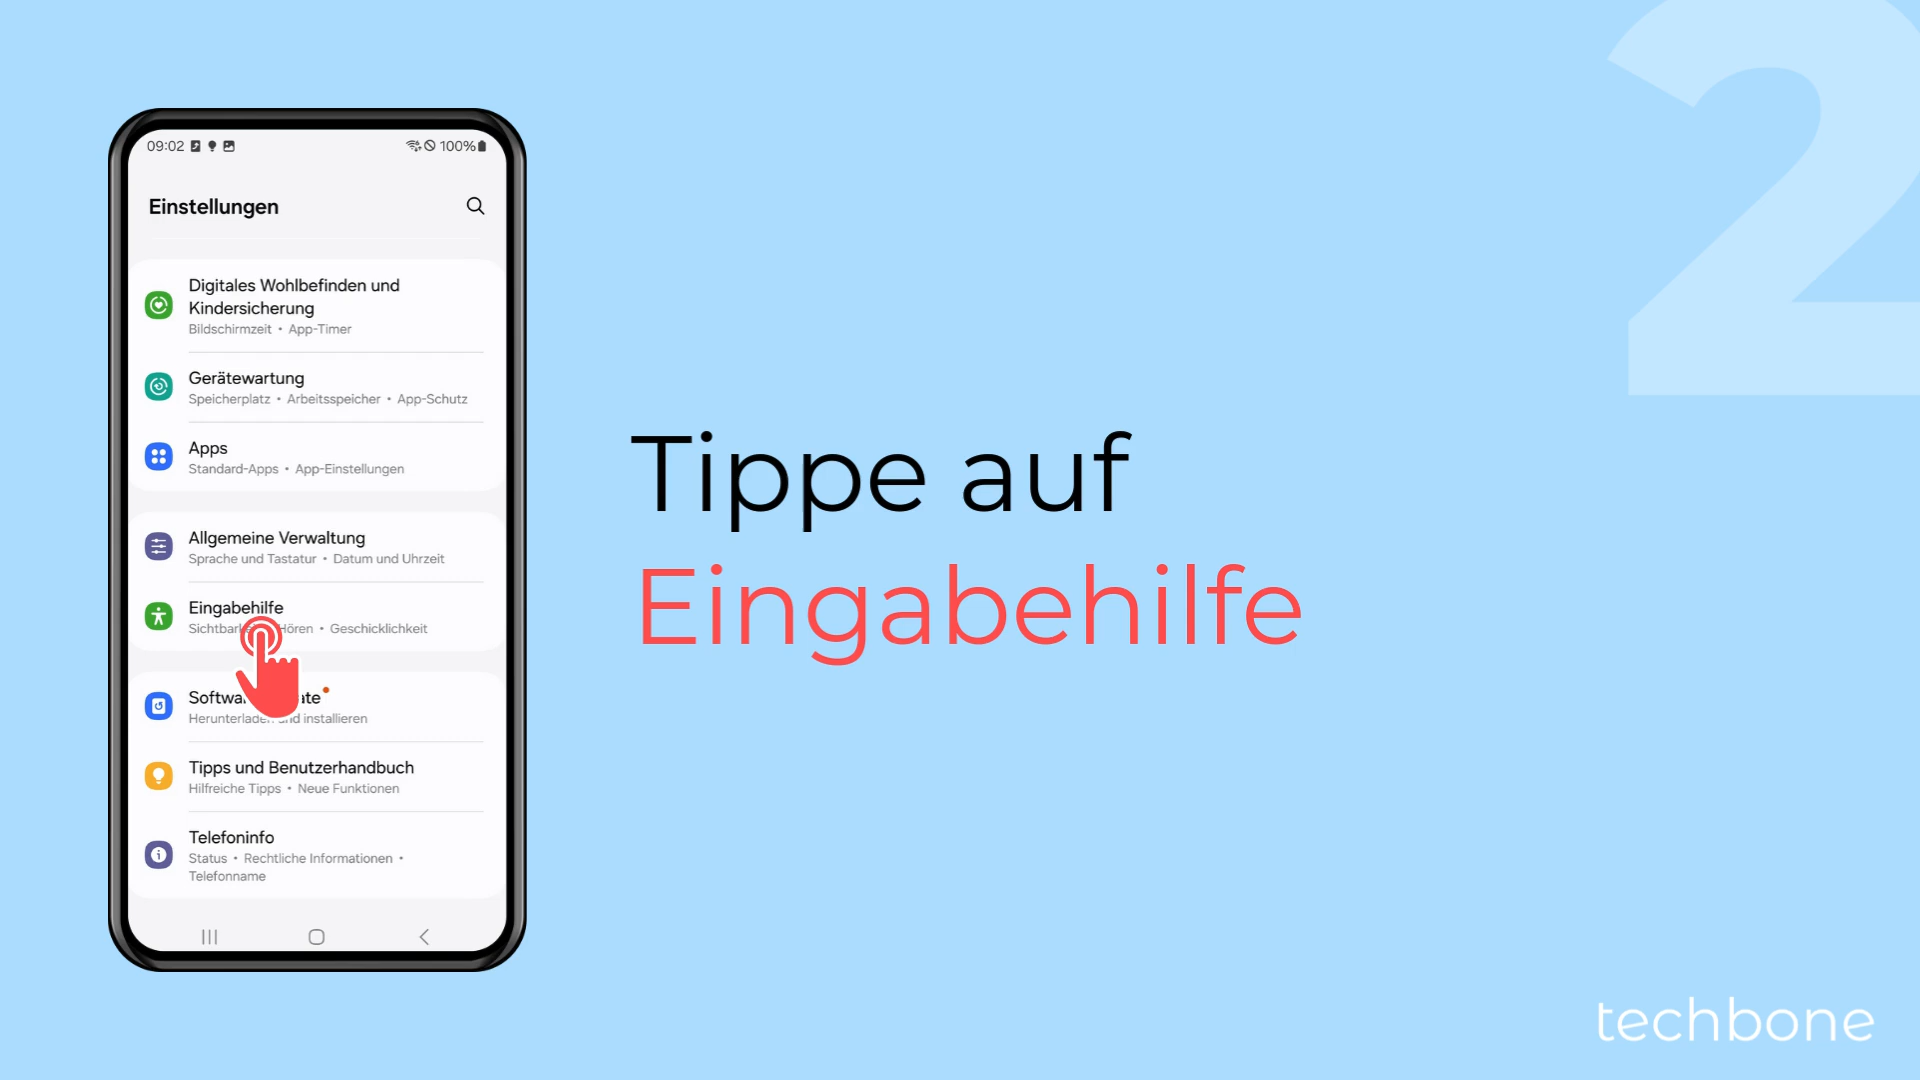 2
09:02
100%
Einstellungen
Digitales Wohlbefinden und
Kindersicherung
Bildschirmzeit • App-Timer
Gerätewartung
Speicherplatz • Arbeitsspeicher • App-Schutz
Apps
Standard-Apps • App-Einstellungen
Allgemeine Verwaltung
Sprache und Tastatur • Datum und Uhrzeit
Eingabehilfe
Hören • Geschicklichkeit
Tipps und Benutzerhandbuch
Herunterladen und installieren
Hilfreiche Tipps • Neue Funktionen
Telefoninfo
Status • Rechtliche Informationen •
Telefonname
Tippe auf
Eingabehilfe
techbone